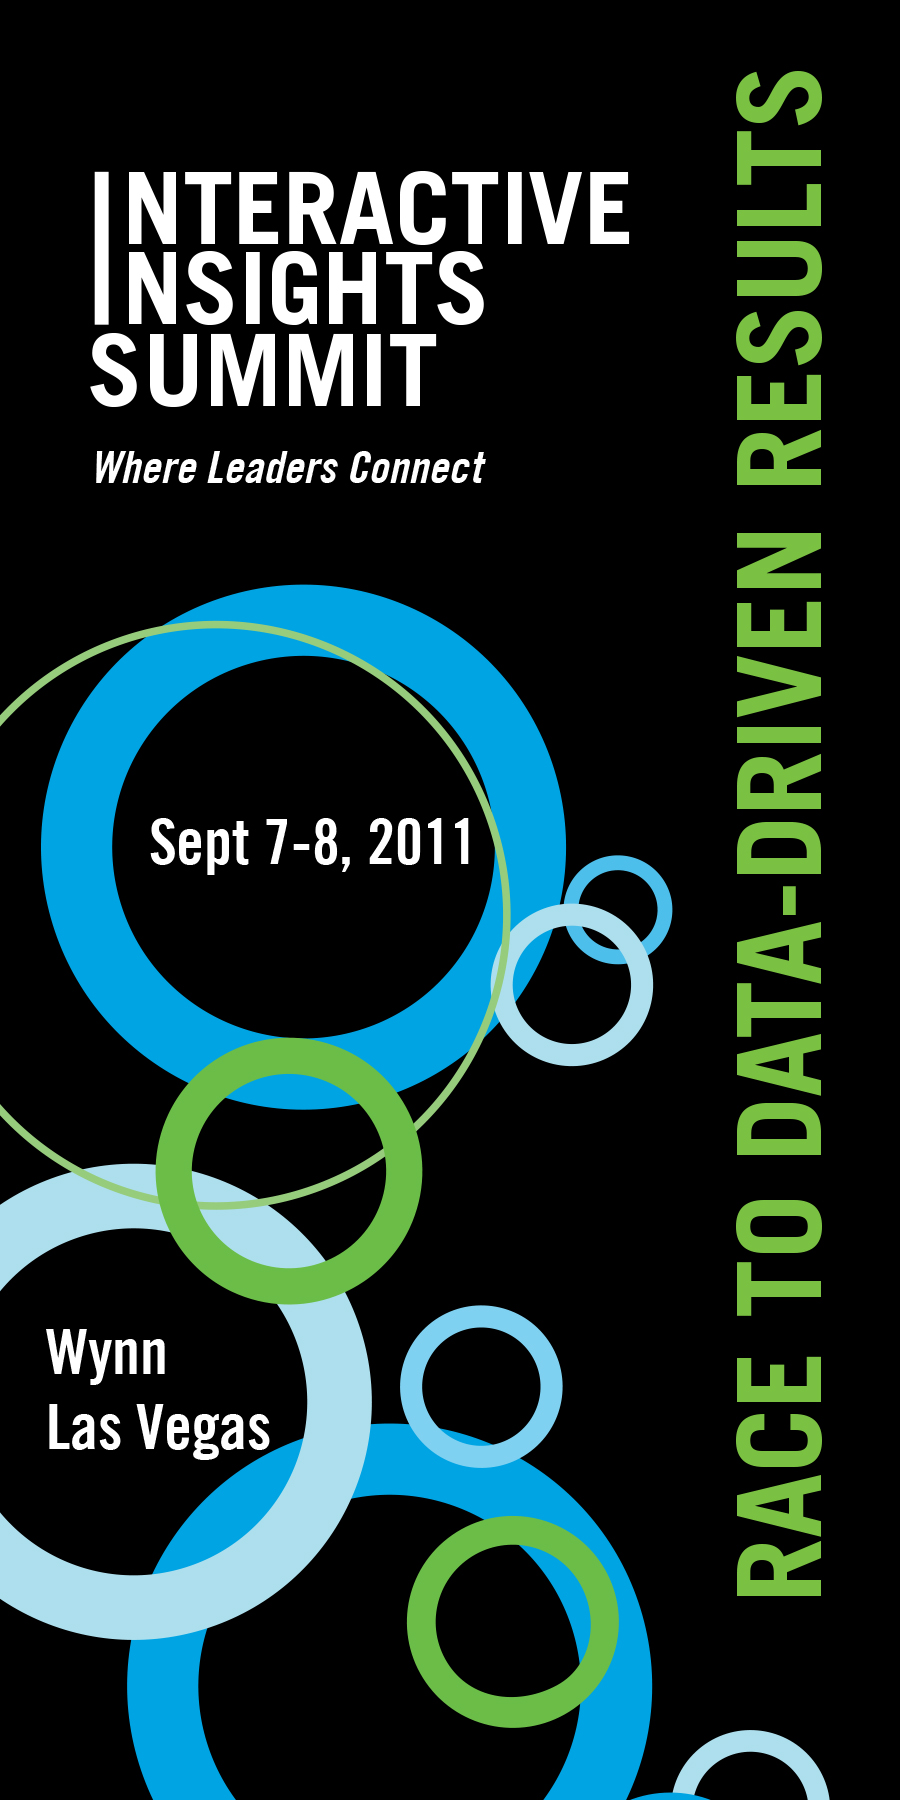 INTERACTIVE
INSIGHTS
SUMMIT
Where Leaders Connect
RACE TO DATA-DRIVEN RESULTS
Sept 7-8, 2011
Wynn
Las Vegas